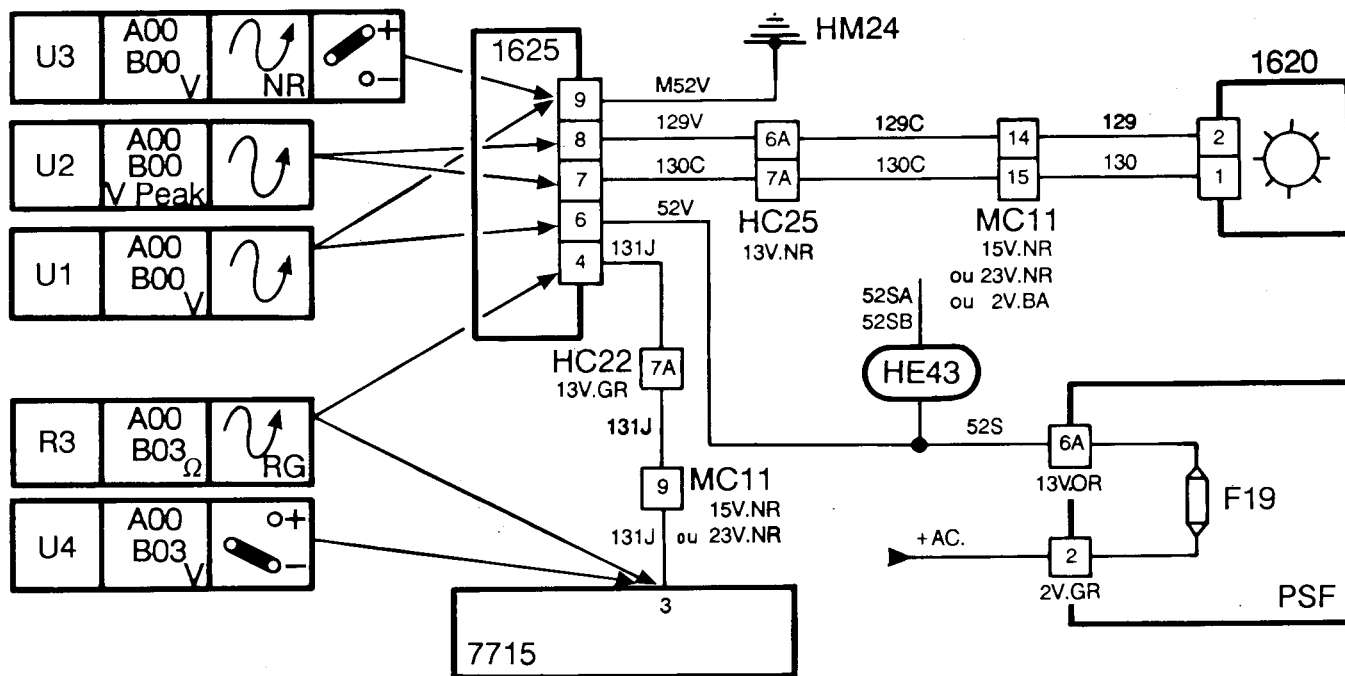 U3
A00
B00
V
NR
+
−
U2
A00
B00
V Peak
U1
A00
B00
V
R3
A00
B03
Ω
RG
U4
A00
B03
V
+
−
1625
9
8
7
6
4
M52V
129V
130C
52V
131J
HM24
6A
7A
HC25
13V.NR
129C
130C
14
15
MC11
15V.NR
ou 23V.NR
ou 2V.BA
129
130
1620
2
1
HC22
13V.GR
7A
131J
9
MC11
15V.NR
ou 23V.NR
131J
3
7715
52SA
52SB
HE43
52S
6A
13V.OR
F19
+AC.
2
2V.GR
PSF